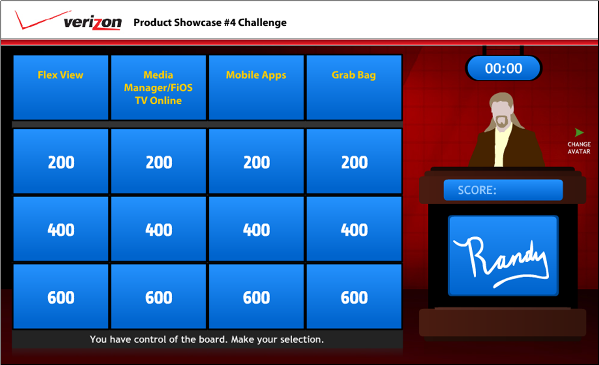 verizon Product Showcase #4 Challenge
Flex View
Media
Manager/FiOS
TV Online
Mobile Apps
Grab Bag
00:00
200 200 200 200
400 400 400 400
600 600 600 600
CHANGE
AVATAR
SCORE:
Randy
You have control of the board. Make your selection.